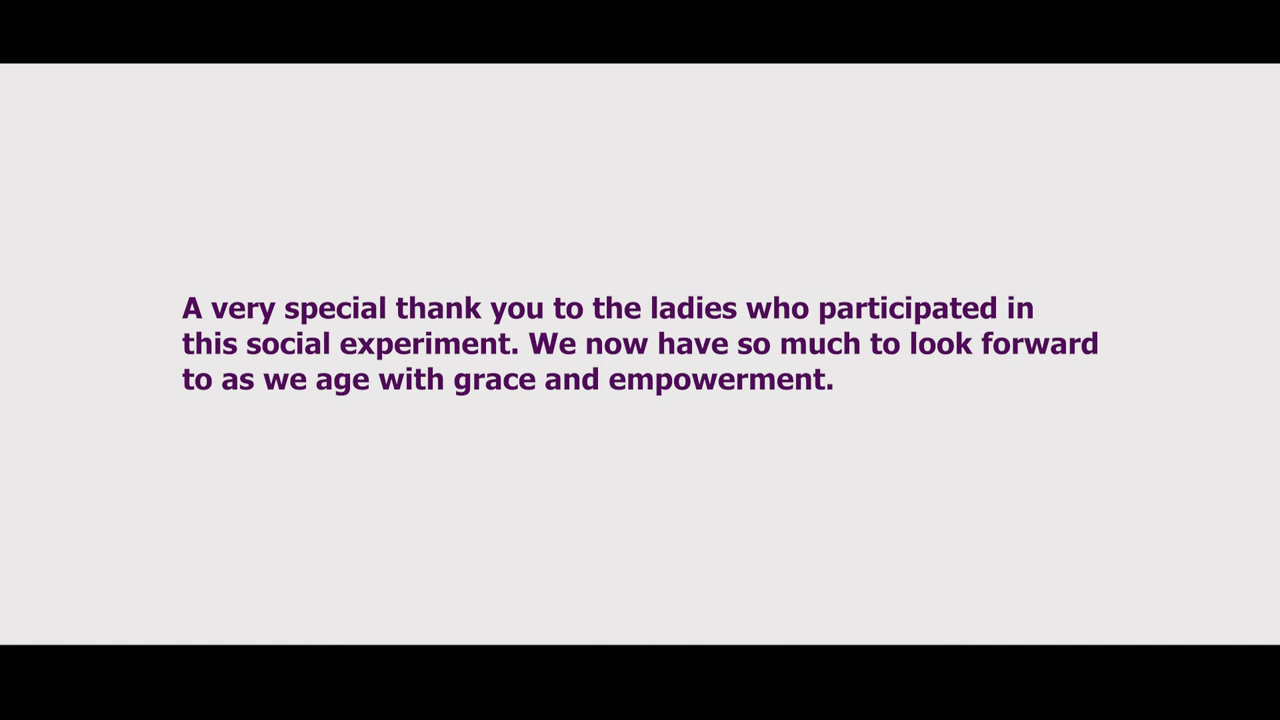 A very special thank you to the ladies who participated in
this social experiment. We now have so much to look forward
to as we age with grace and empowerment.